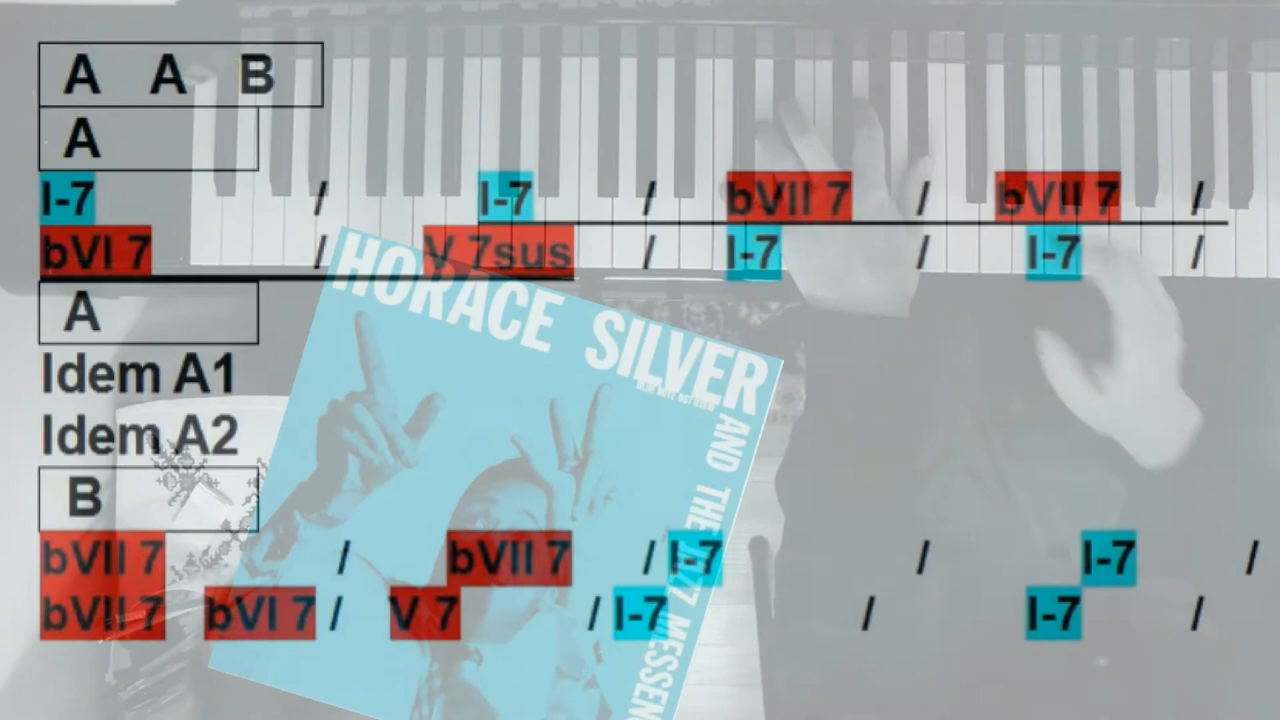 A A B
A
I-7 / I-7 / bVII 7 / bVII 7 /
bVI 7 / V 7sus / I-7 / I-7 /
A
Idem A1
Idem A2
B
bVII 7 / bVII 7 / I-7 / I-7 /
bVII 7 bVI 7 / V 7 / I-7 / I-7 /
HORACE SILVER
AND THE JAZZ MESSEN